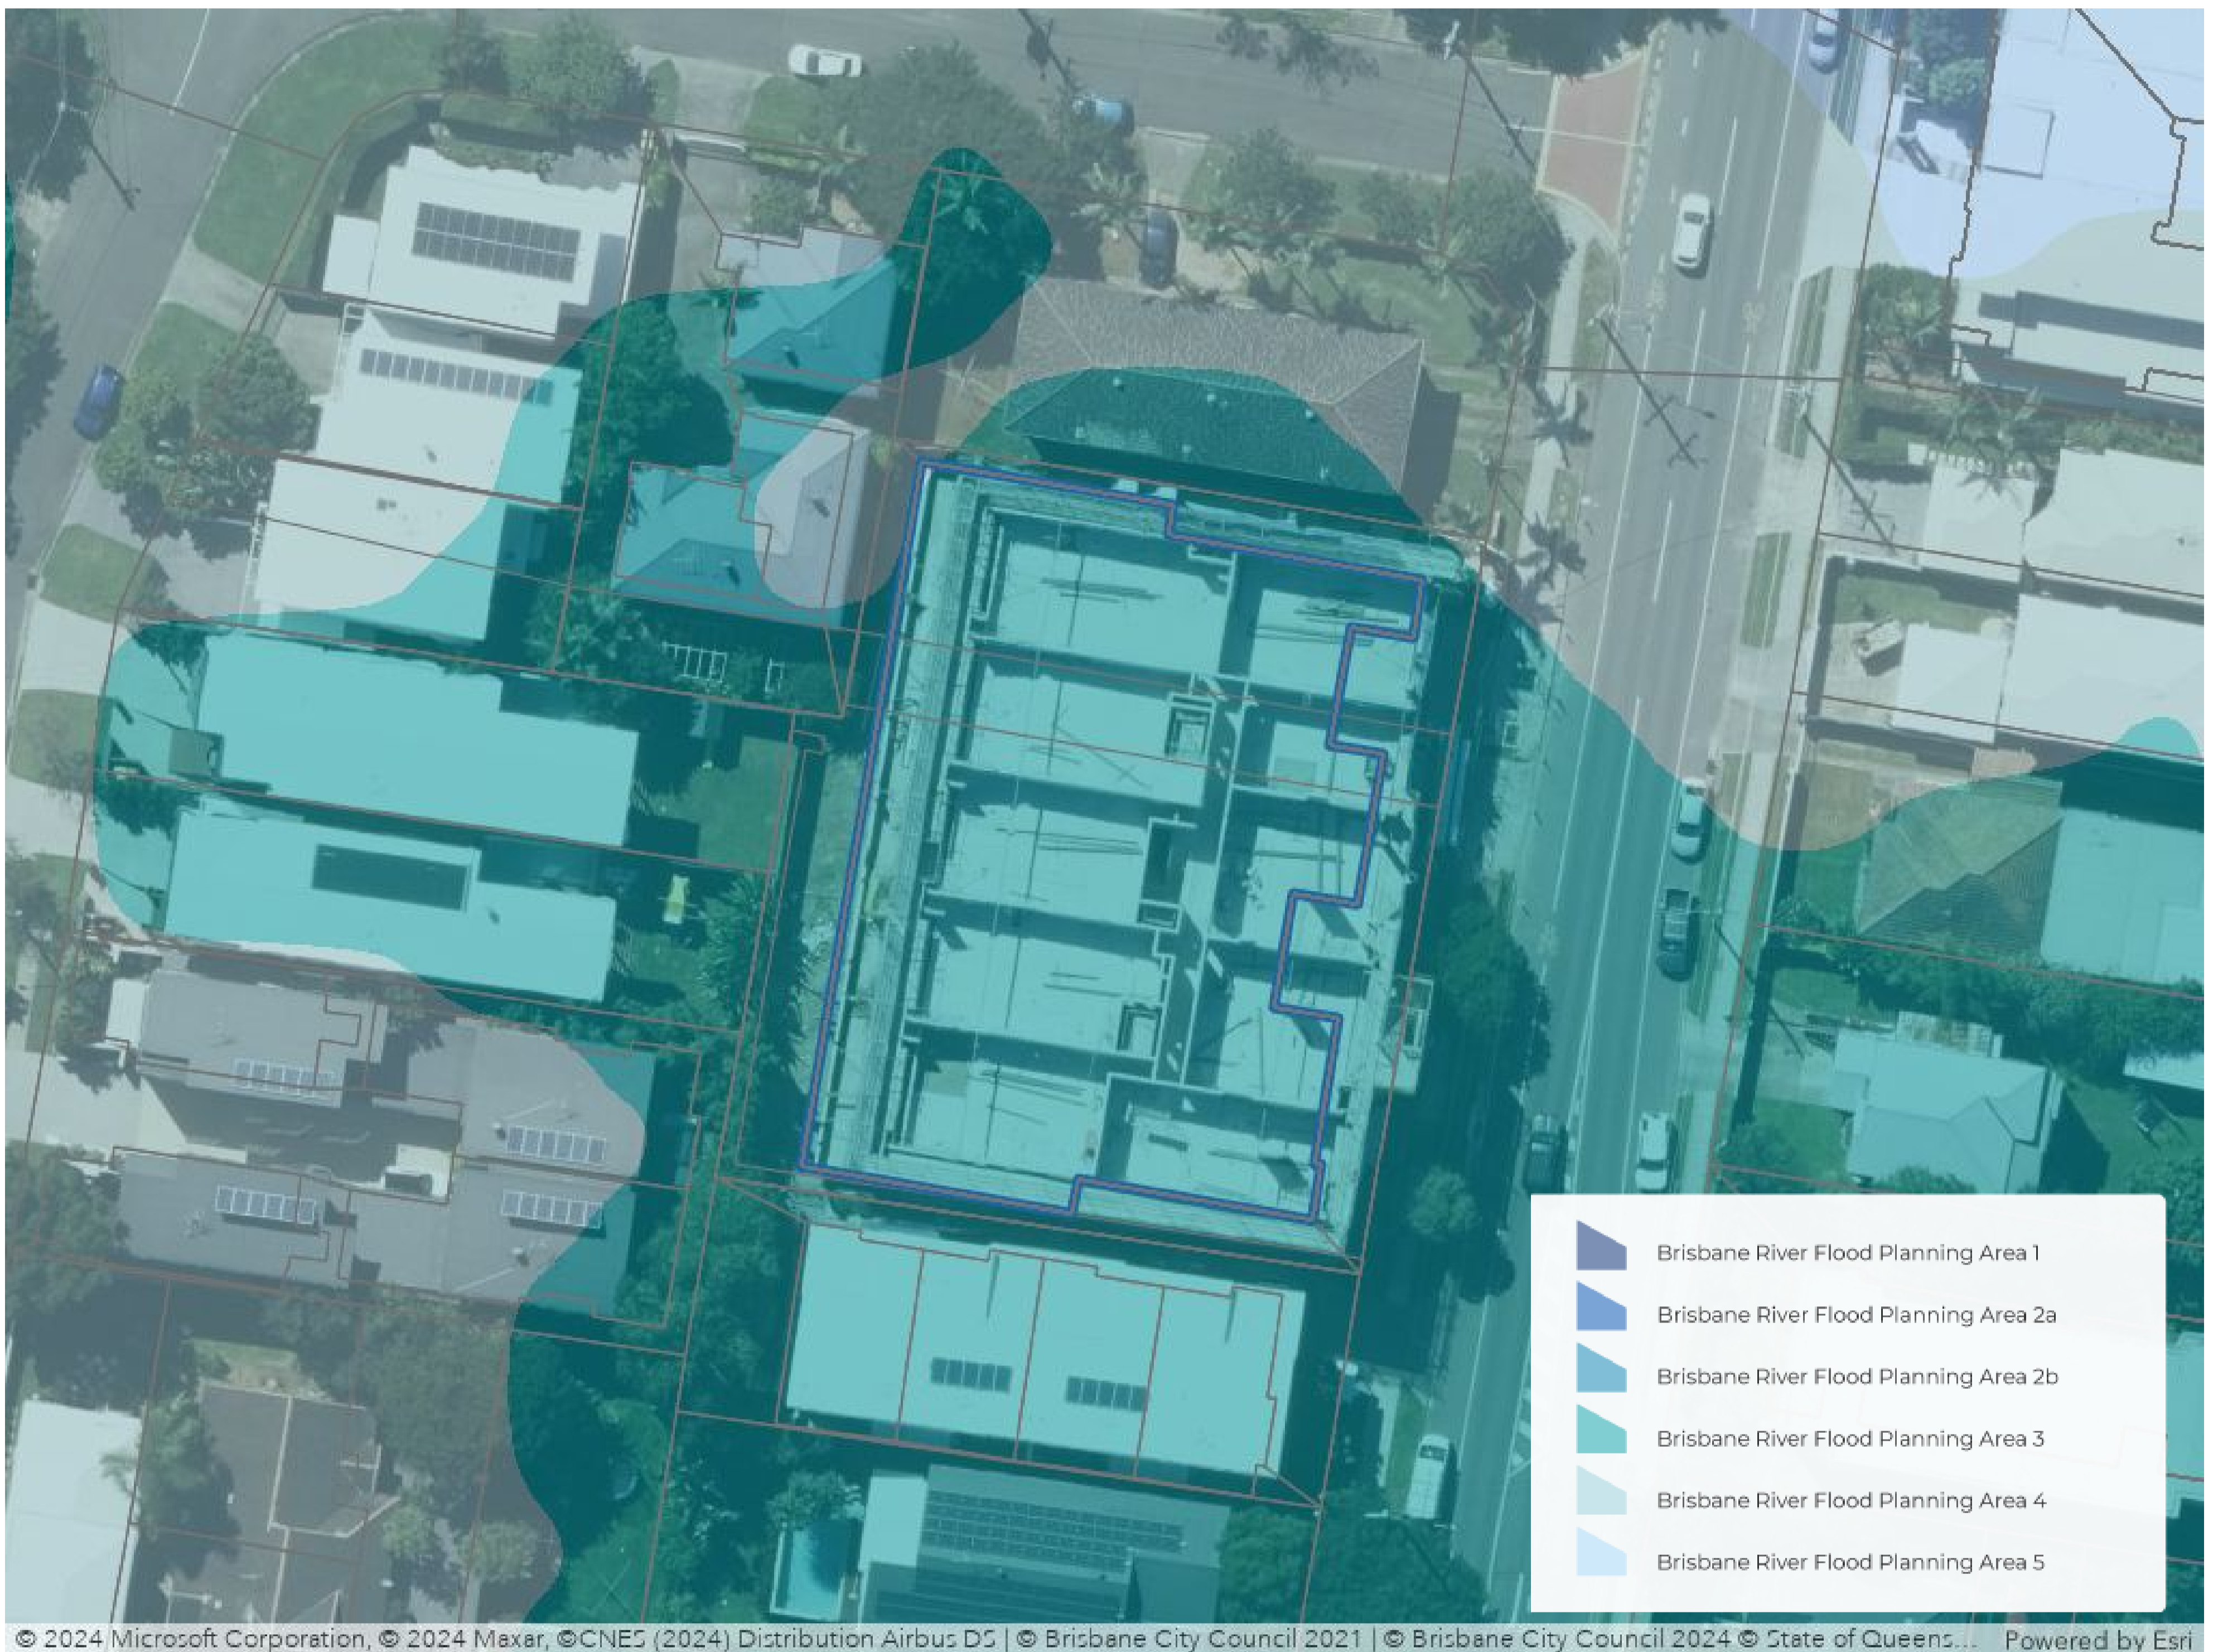 Brisbane River Flood Planning Area 1
Brisbane River Flood Planning Area 2a
Brisbane River Flood Planning Area 2b
Brisbane River Flood Planning Area 3
Brisbane River Flood Planning Area 4
Brisbane River Flood Planning Area 5
© 2024 Microsoft Corporation, © 2024 Maxar, ©CNES (2024) Distribution Airbus DS | © Brisbane City Council 2021 | © Brisbane City Council 2024 © State of Queens... Powered by Esri